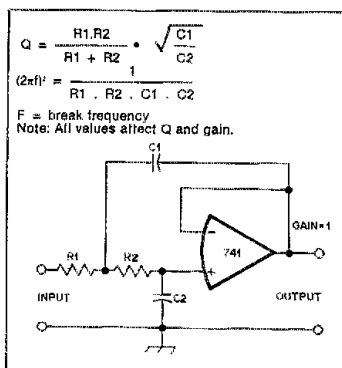 Q = R1.R2 / R1 + R2 • √ C1 / C2
(2πf)² = 1 / R1 . R2 . C1 . C2
F = break frequency
Note: All values affect Q and gain.
C1
GAIN=1
R1 R2 741
C2
INPUT OUTPUT